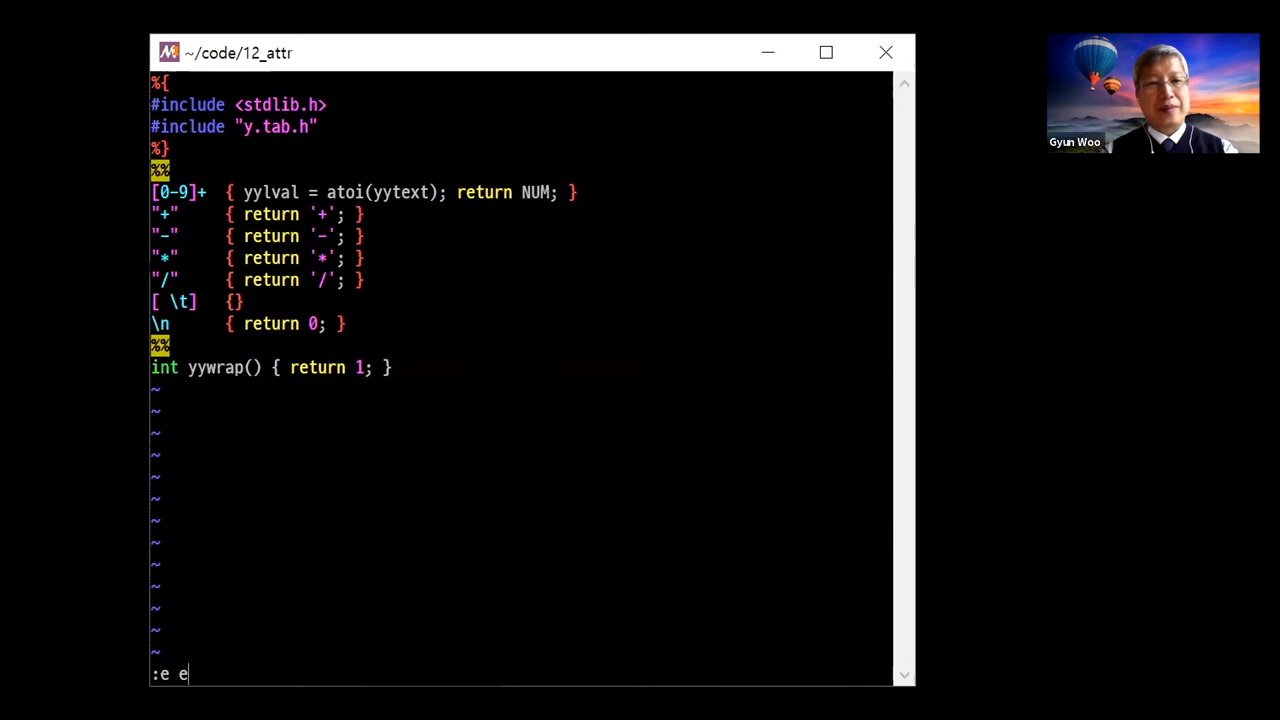 ~/code/12_attr
%{
#include <stdlib.h>
#include "y.tab.h"
%}
%%
[0-9]+  { yylval = atoi(yytext); return NUM; }
"+"     { return '+'; }
"-"     { return '-'; }
"*"     { return '*'; }
"/"     { return '/'; }
[ \t]   {}
\n      { return 0; }
%%
int yywrap() { return 1; }
~
~
~
~
~
~
~
~
~
~
~
~
~
:e e
Gyun Woo